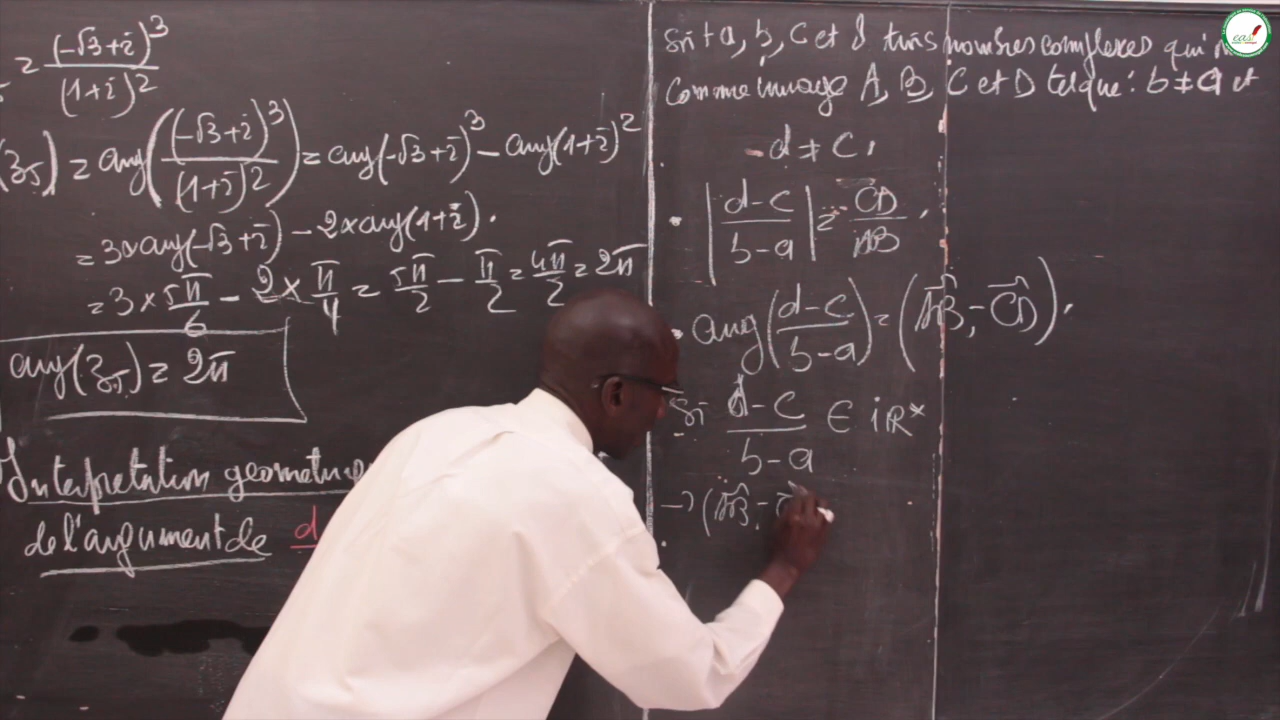 = (-√3+i)³ / (1+i)²
(z₅) = arg((-√3+i)³ / (1+i)²) = arg(-√3+i)³ - arg(1+i)²
= 3×arg(-√3+i) - 2×arg(1+i).
= 3 × 5π/6 - 2 × π/4 = 5π/2 - π/2 = 4π/2 = 2π
arg(z₅) = 2π
Interpretation geometrique
de l'argument de d
Soit a, b, c et d trois nombres complexes qui
comme image A, B, C et D tel que : b ≠ a et
d ≠ c.
|d-c / b-a| = CD / AB.
arg(d-c / b-a) = (AB, CD).
Si d-c / b-a ∈ iR*
→ (AB,
eas!